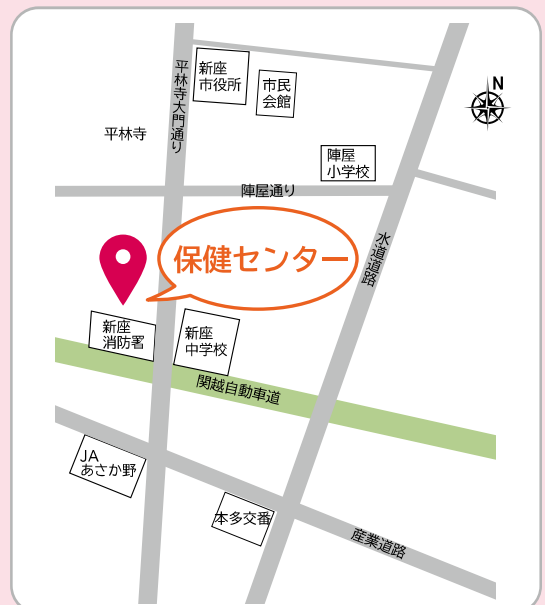 新座
市役所
市民
会館
N
平林寺大門通り
平林寺
陣屋
小学校
陣屋通り
水道道路
保健センター
新座
消防署
新座
中学校
関越自動車道
JA
あさか野
本多交番
産業道路